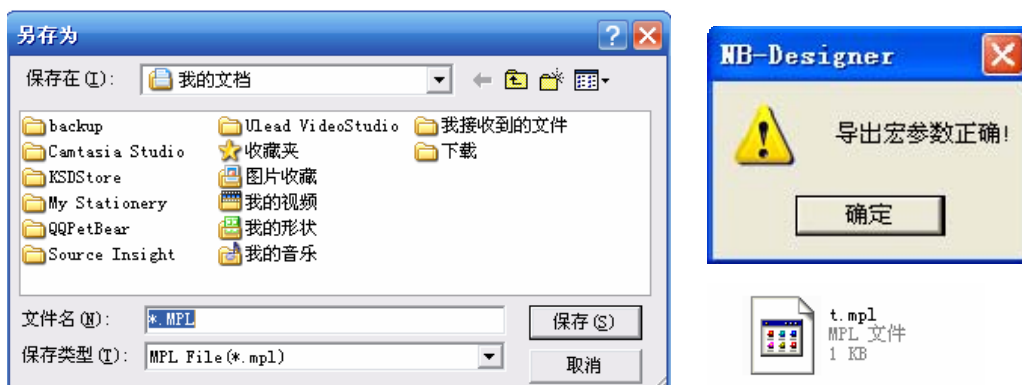 另存为
保存在(I):
我的文档
backup
Camtasia Studio
KSDStore
My Stationery
QQPetBear
Source Insight
Ulead VideoStudio
收藏夹
图片收藏
我的视频
我的形状
我的音乐
我接收到的文件
下载
文件名(N):
*.MPL
保存(S)
保存类型(T):
MPL File(*.mpl)
取消
NB-Designer
导出宏参数正确!
确定
t.mpl
MPL 文件
1 KB